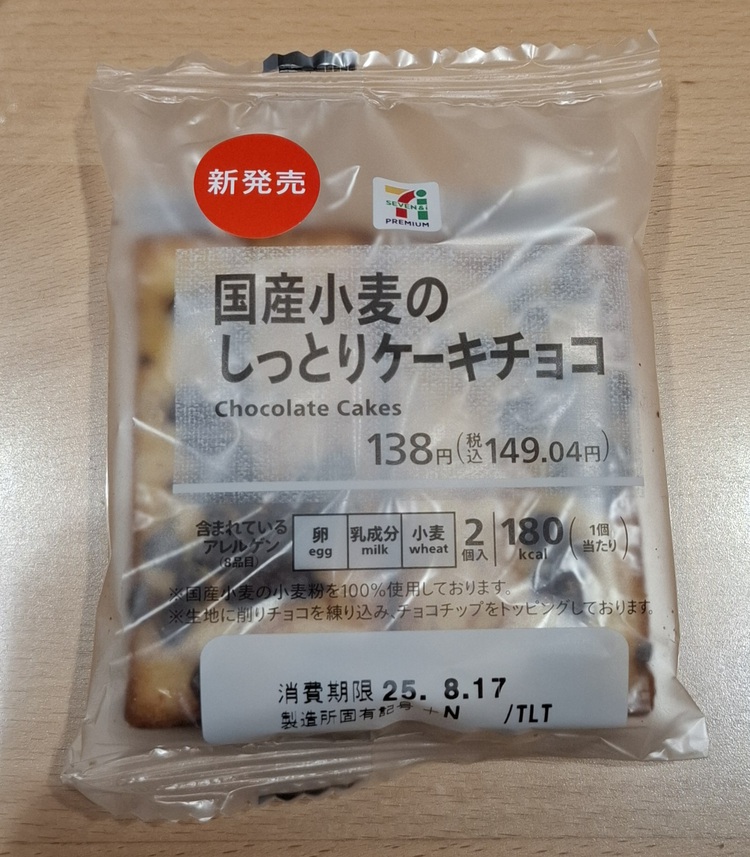 新発売
SEVEN&i
PREMIUM
国産小麦の
しっとりケーキチョコ
Chocolate Cakes
138円(税込149.04円)
含まれている
アレルゲン
(8品目)
卵 egg
乳成分 milk
小麦 wheat
2個入
180kcal
(1個当たり)
※国産小麦の小麦粉を100%使用しております。
※生地に削りチョコを練り込み、チョコチップをトッピングしております。
消費期限 25. 8.17
製造所固有記号 +N /TLT